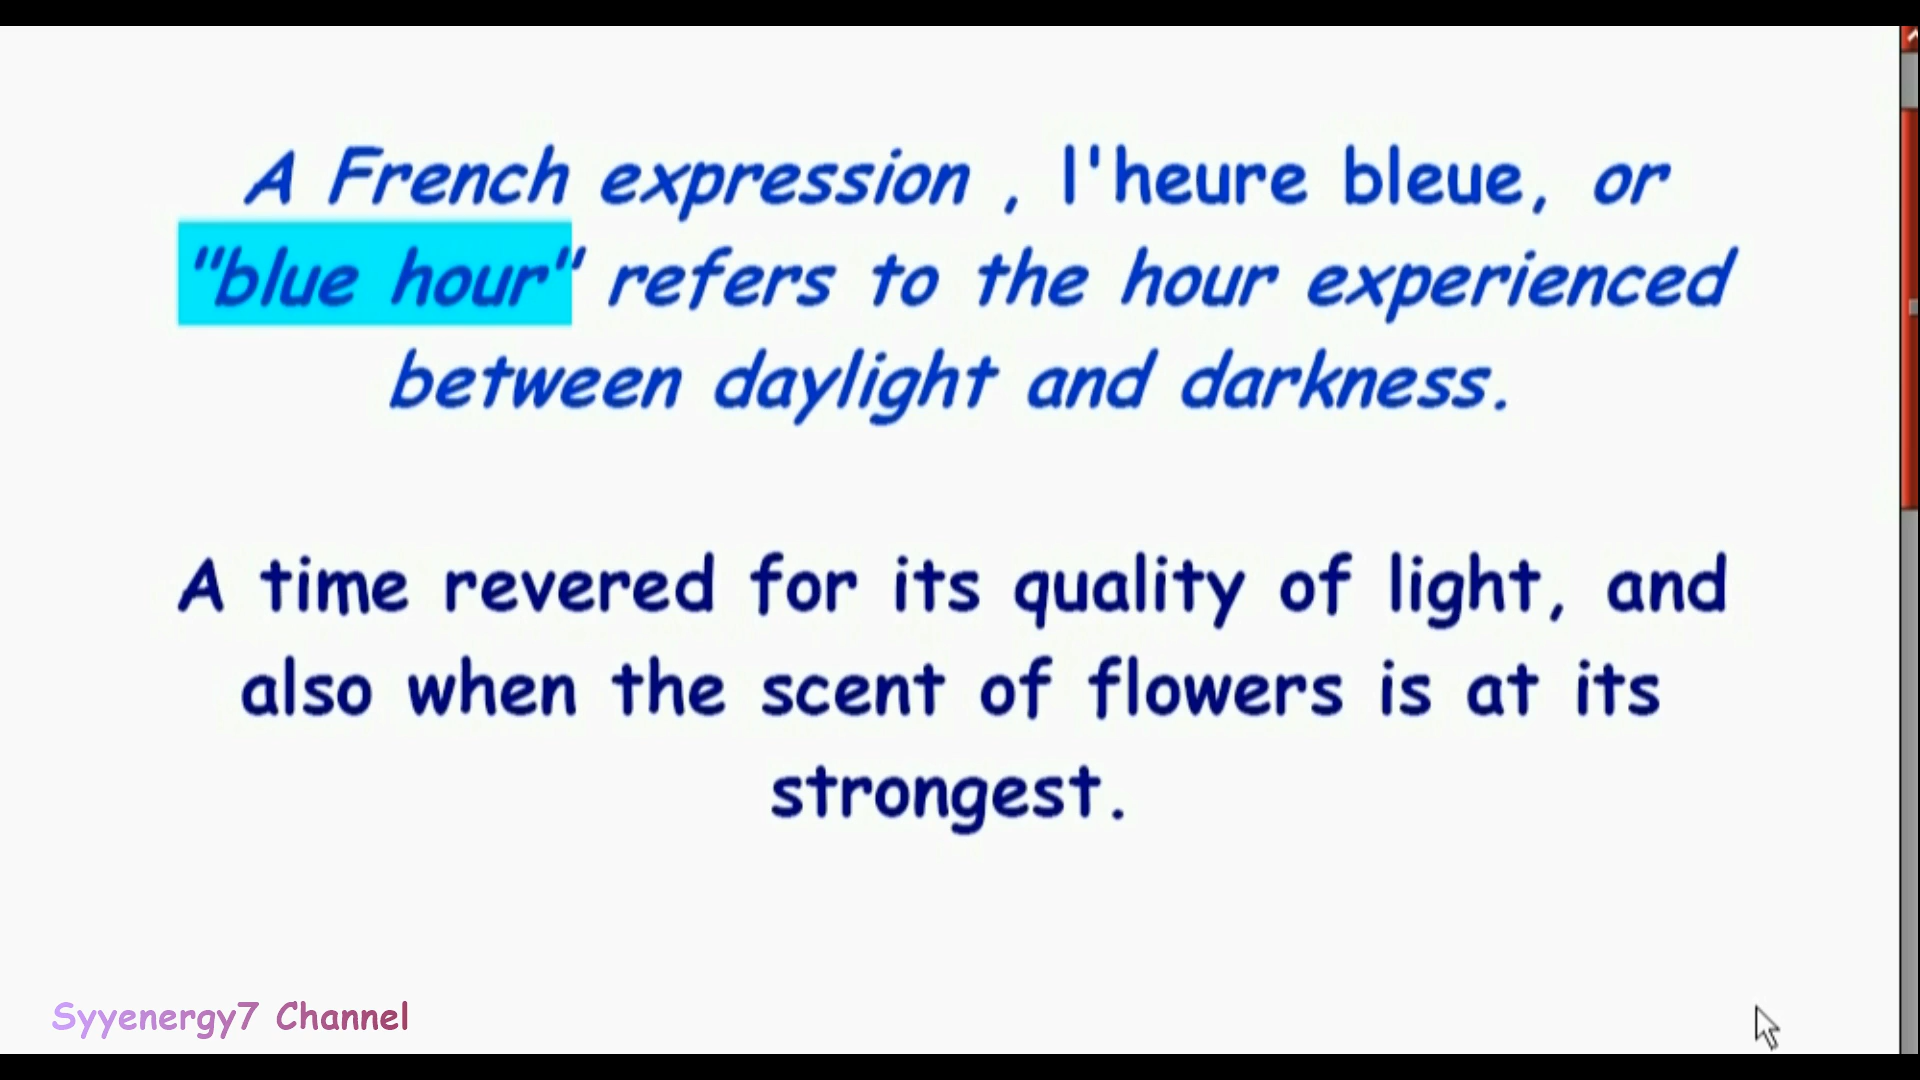 A French expression , l'heure bleue, or
"blue hour" refers to the hour experienced
between daylight and darkness.
A time revered for its quality of light, and
also when the scent of flowers is at its
strongest.
Syyenergy7 Channel